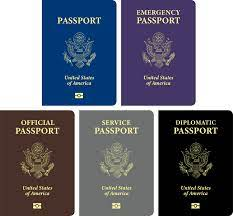 PASSPORT
United States
of America
EMERGENCY
PASSPORT
United States
of America
OFFICIAL
PASSPORT
United States
of America
SERVICE
PASSPORT
United States
of America
DIPLOMATIC
PASSPORT
United States
of America